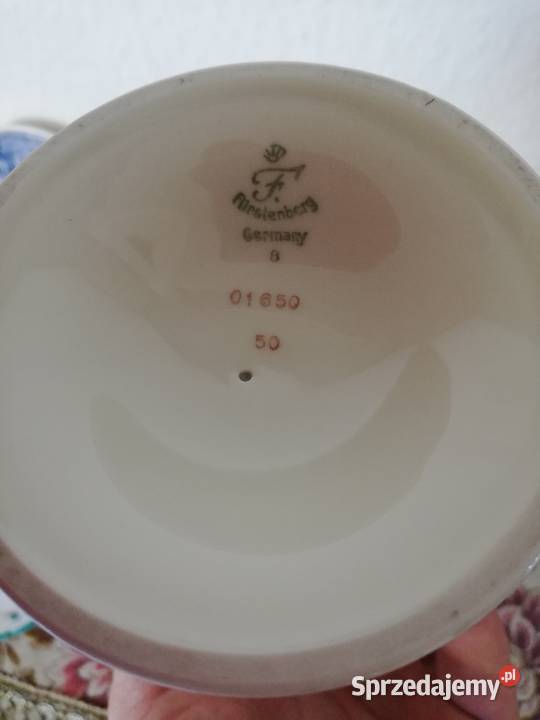 F.
Fürstenberg
Germany
8
01650
50
Sprzedajemy.pl